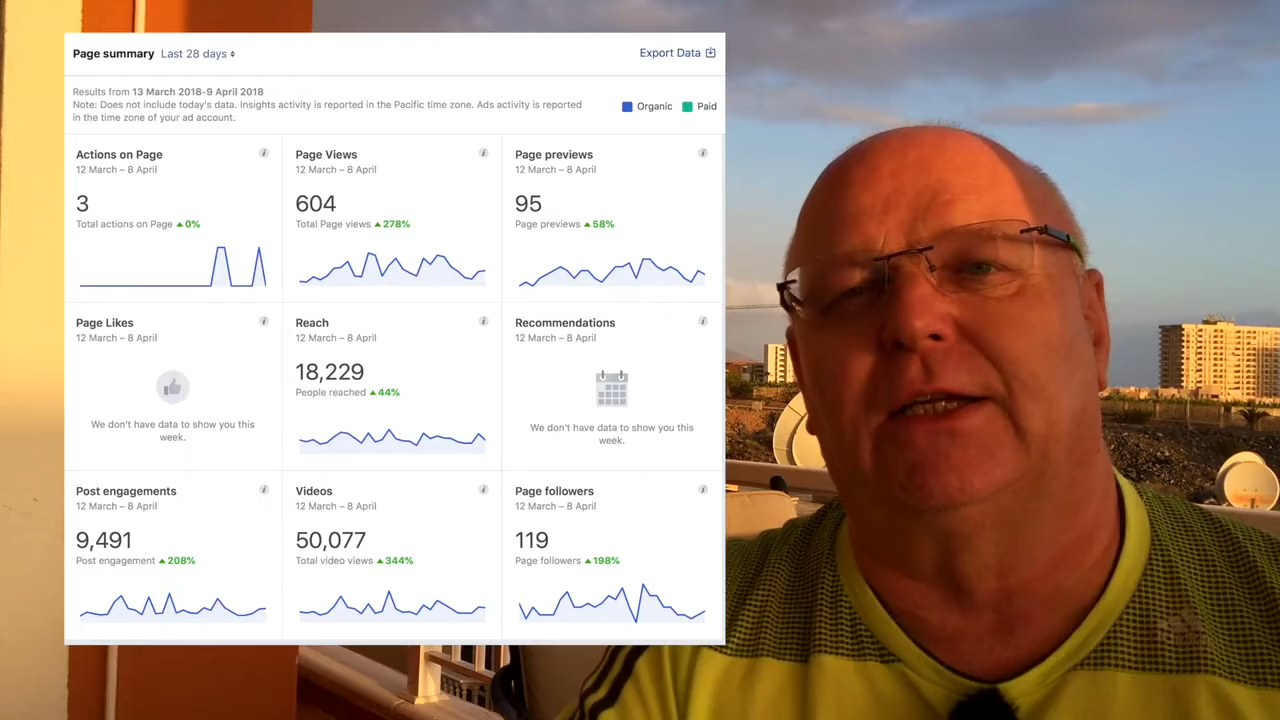 Page summary Last 28 days
Export Data
Results from 13 March 2018-9 April 2018
Note: Does not include today's data. Insights activity is reported in the Pacific time zone. Ads activity is reported
in the time zone of your ad account.
Organic Paid
Actions on Page
12 March – 8 April
3
Total actions on Page 0%
Page Views
12 March – 8 April
604
Total Page views 278%
Page previews
12 March – 8 April
95
Page previews 58%
Page Likes
12 March – 8 April
We don't have data to show you this
week.
Reach
12 March – 8 April
18,229
People reached 44%
Recommendations
12 March – 8 April
We don't have data to show you this
week.
Post engagements
12 March – 8 April
9,491
Post engagement 208%
Videos
12 March – 8 April
50,077
Total video views 344%
Page followers
12 March – 8 April
119
Page followers 198%